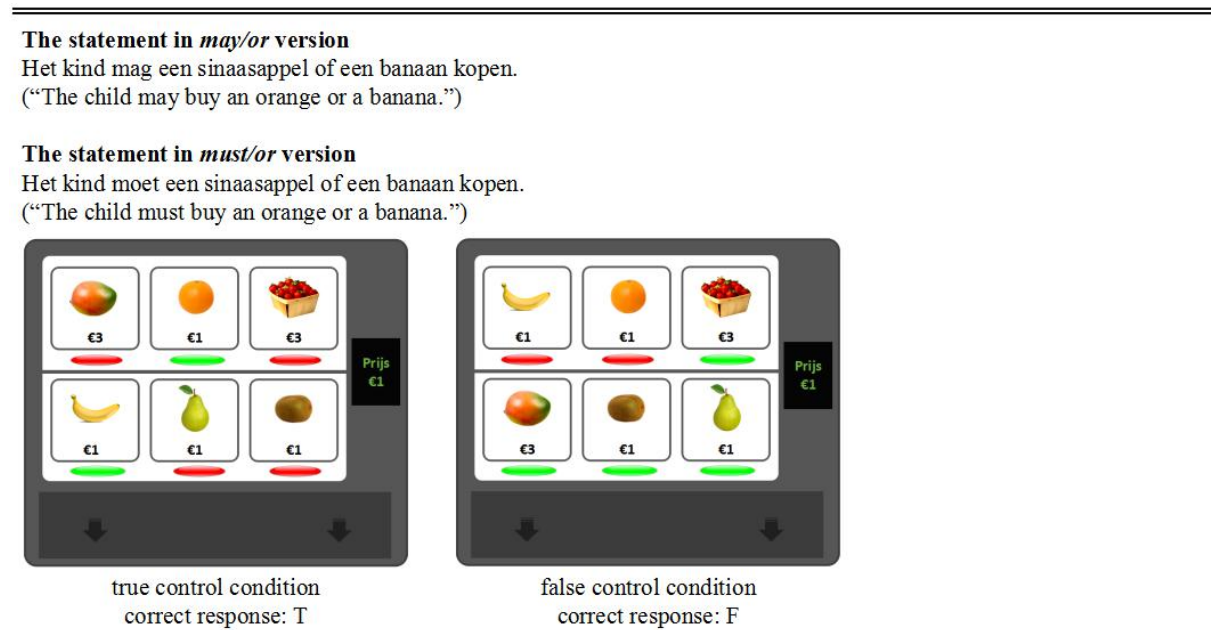 The statement in may/or version
Het kind mag een sinaasappel of een banaan kopen.
(“The child may buy an orange or a banana.”)
The statement in must/or version
Het kind moet een sinaasappel of een banaan kopen.
(“The child must buy an orange or a banana.”)
€3 €1 €3
Prijs
€1
€1 €1 €1
€1 €1 €3
Prijs
€1
€3 €1 €1
true control condition
correct response: T
false control condition
correct response: F